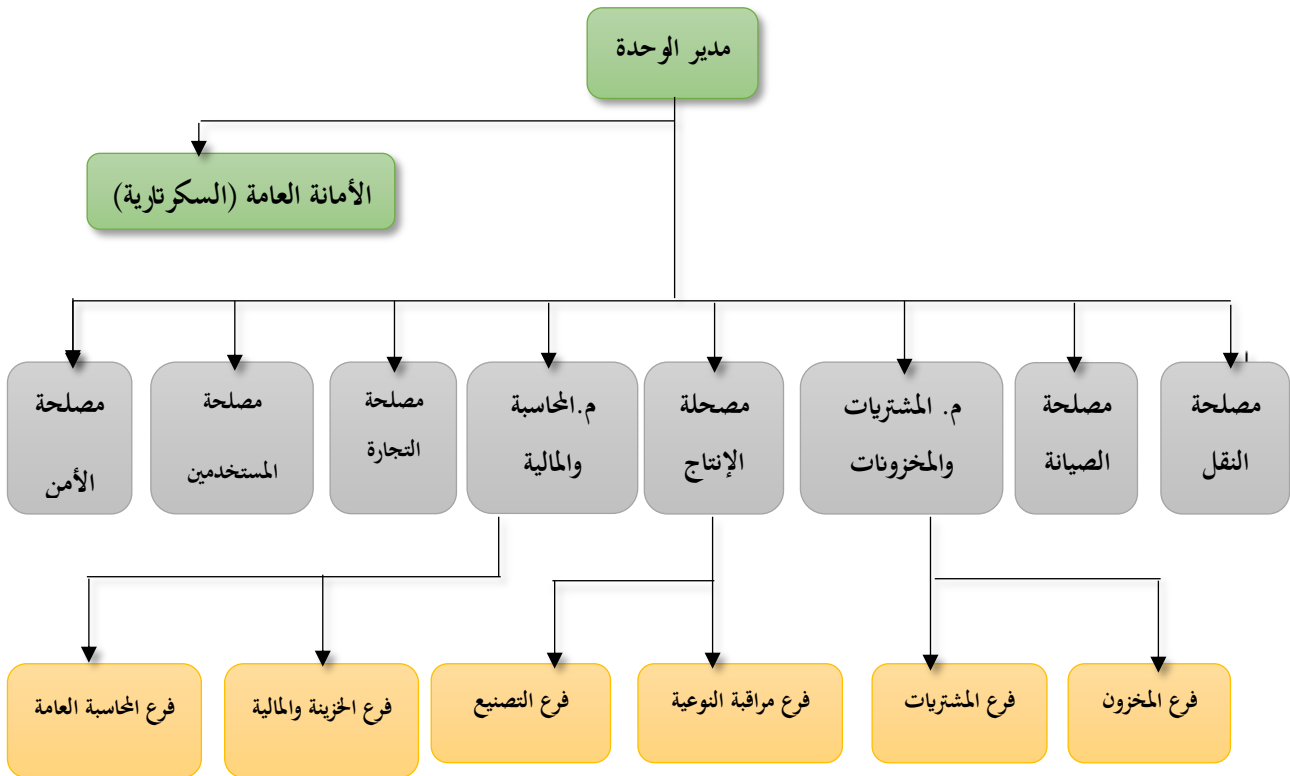 مدير الوحدة
الأمانة العامة (السكرتارية)
مصلحة
النقل
مصلحة
الصيانة
م. المشتريات
والمخزونات
مصحلة
الإنتاج
م.المحاسبة
والمالية
مصلحة
التجارة
مصلحة
المستخدمين
مصلحة
الأمن
فرع المخزون
فرع المشتريات
فرع مراقبة النوعية
فرع التصنيع
فرع الخزينة والمالية
فرع المحاسبة العامة